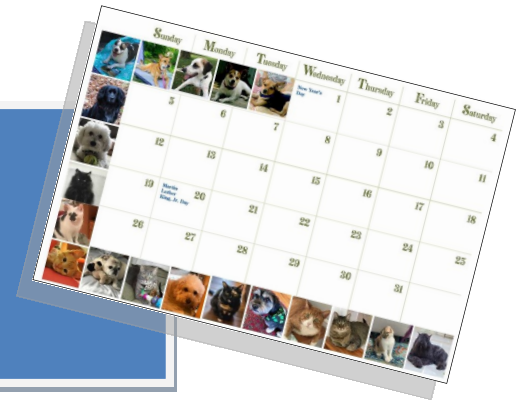 Sunday Monday Tuesday Wednesday Thursday Friday Saturday
New Year's
Day
1 2 3 4
5 6 7 8 9 10 11
12 13 14 15 16 17 18
19 20 21 22 23 24 25
Martin
Luther
King, Jr. Day
26 27 28 29 30 31